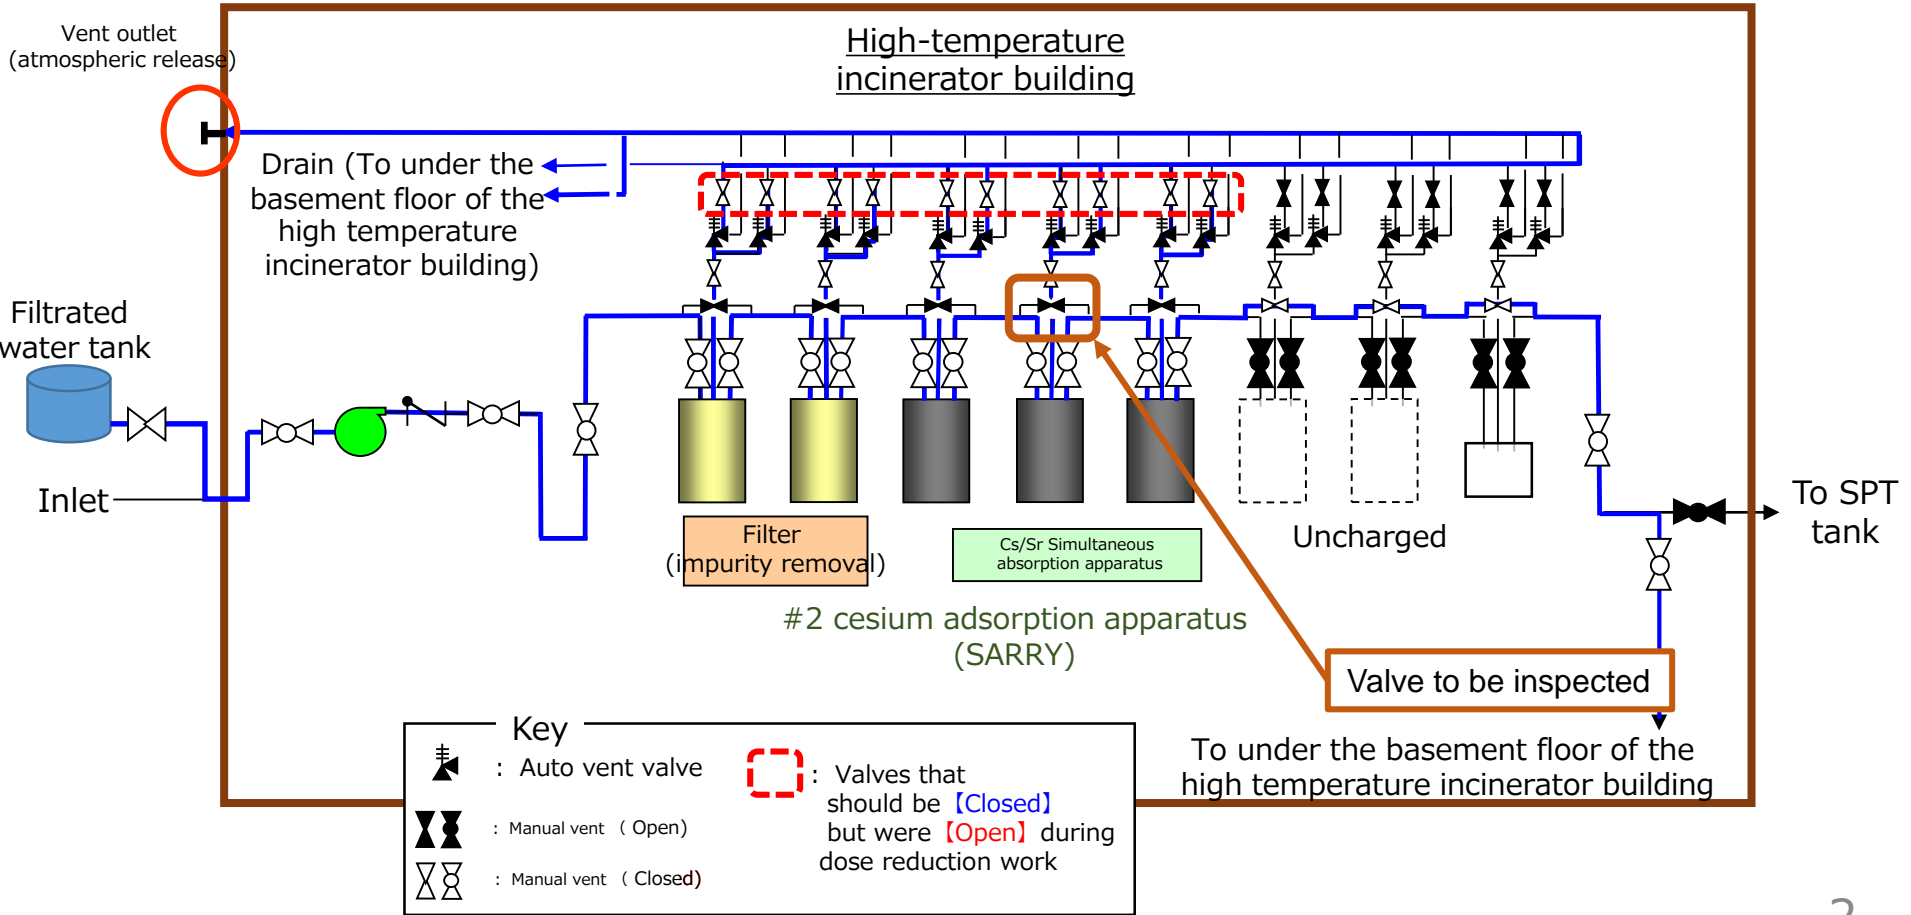 Vent outlet
(atmospheric release)
High-temperature
incinerator building
Drain (To under the
basement floor of the
high temperature
incinerator building)
Filtrated
water tank
Inlet
Filter
(impurity removal)
Cs/Sr Simultaneous
absorption apparatus
Uncharged
To SPT
tank
#2 cesium adsorption apparatus
(SARRY)
Valve to be inspected
To under the basement floor of the
high temperature incinerator building
Key
: Auto vent valve
: Manual vent ( Open)
: Manual vent ( Closed)
: Valves that
should be 【Closed】
but were 【Open】 during
dose reduction work
2